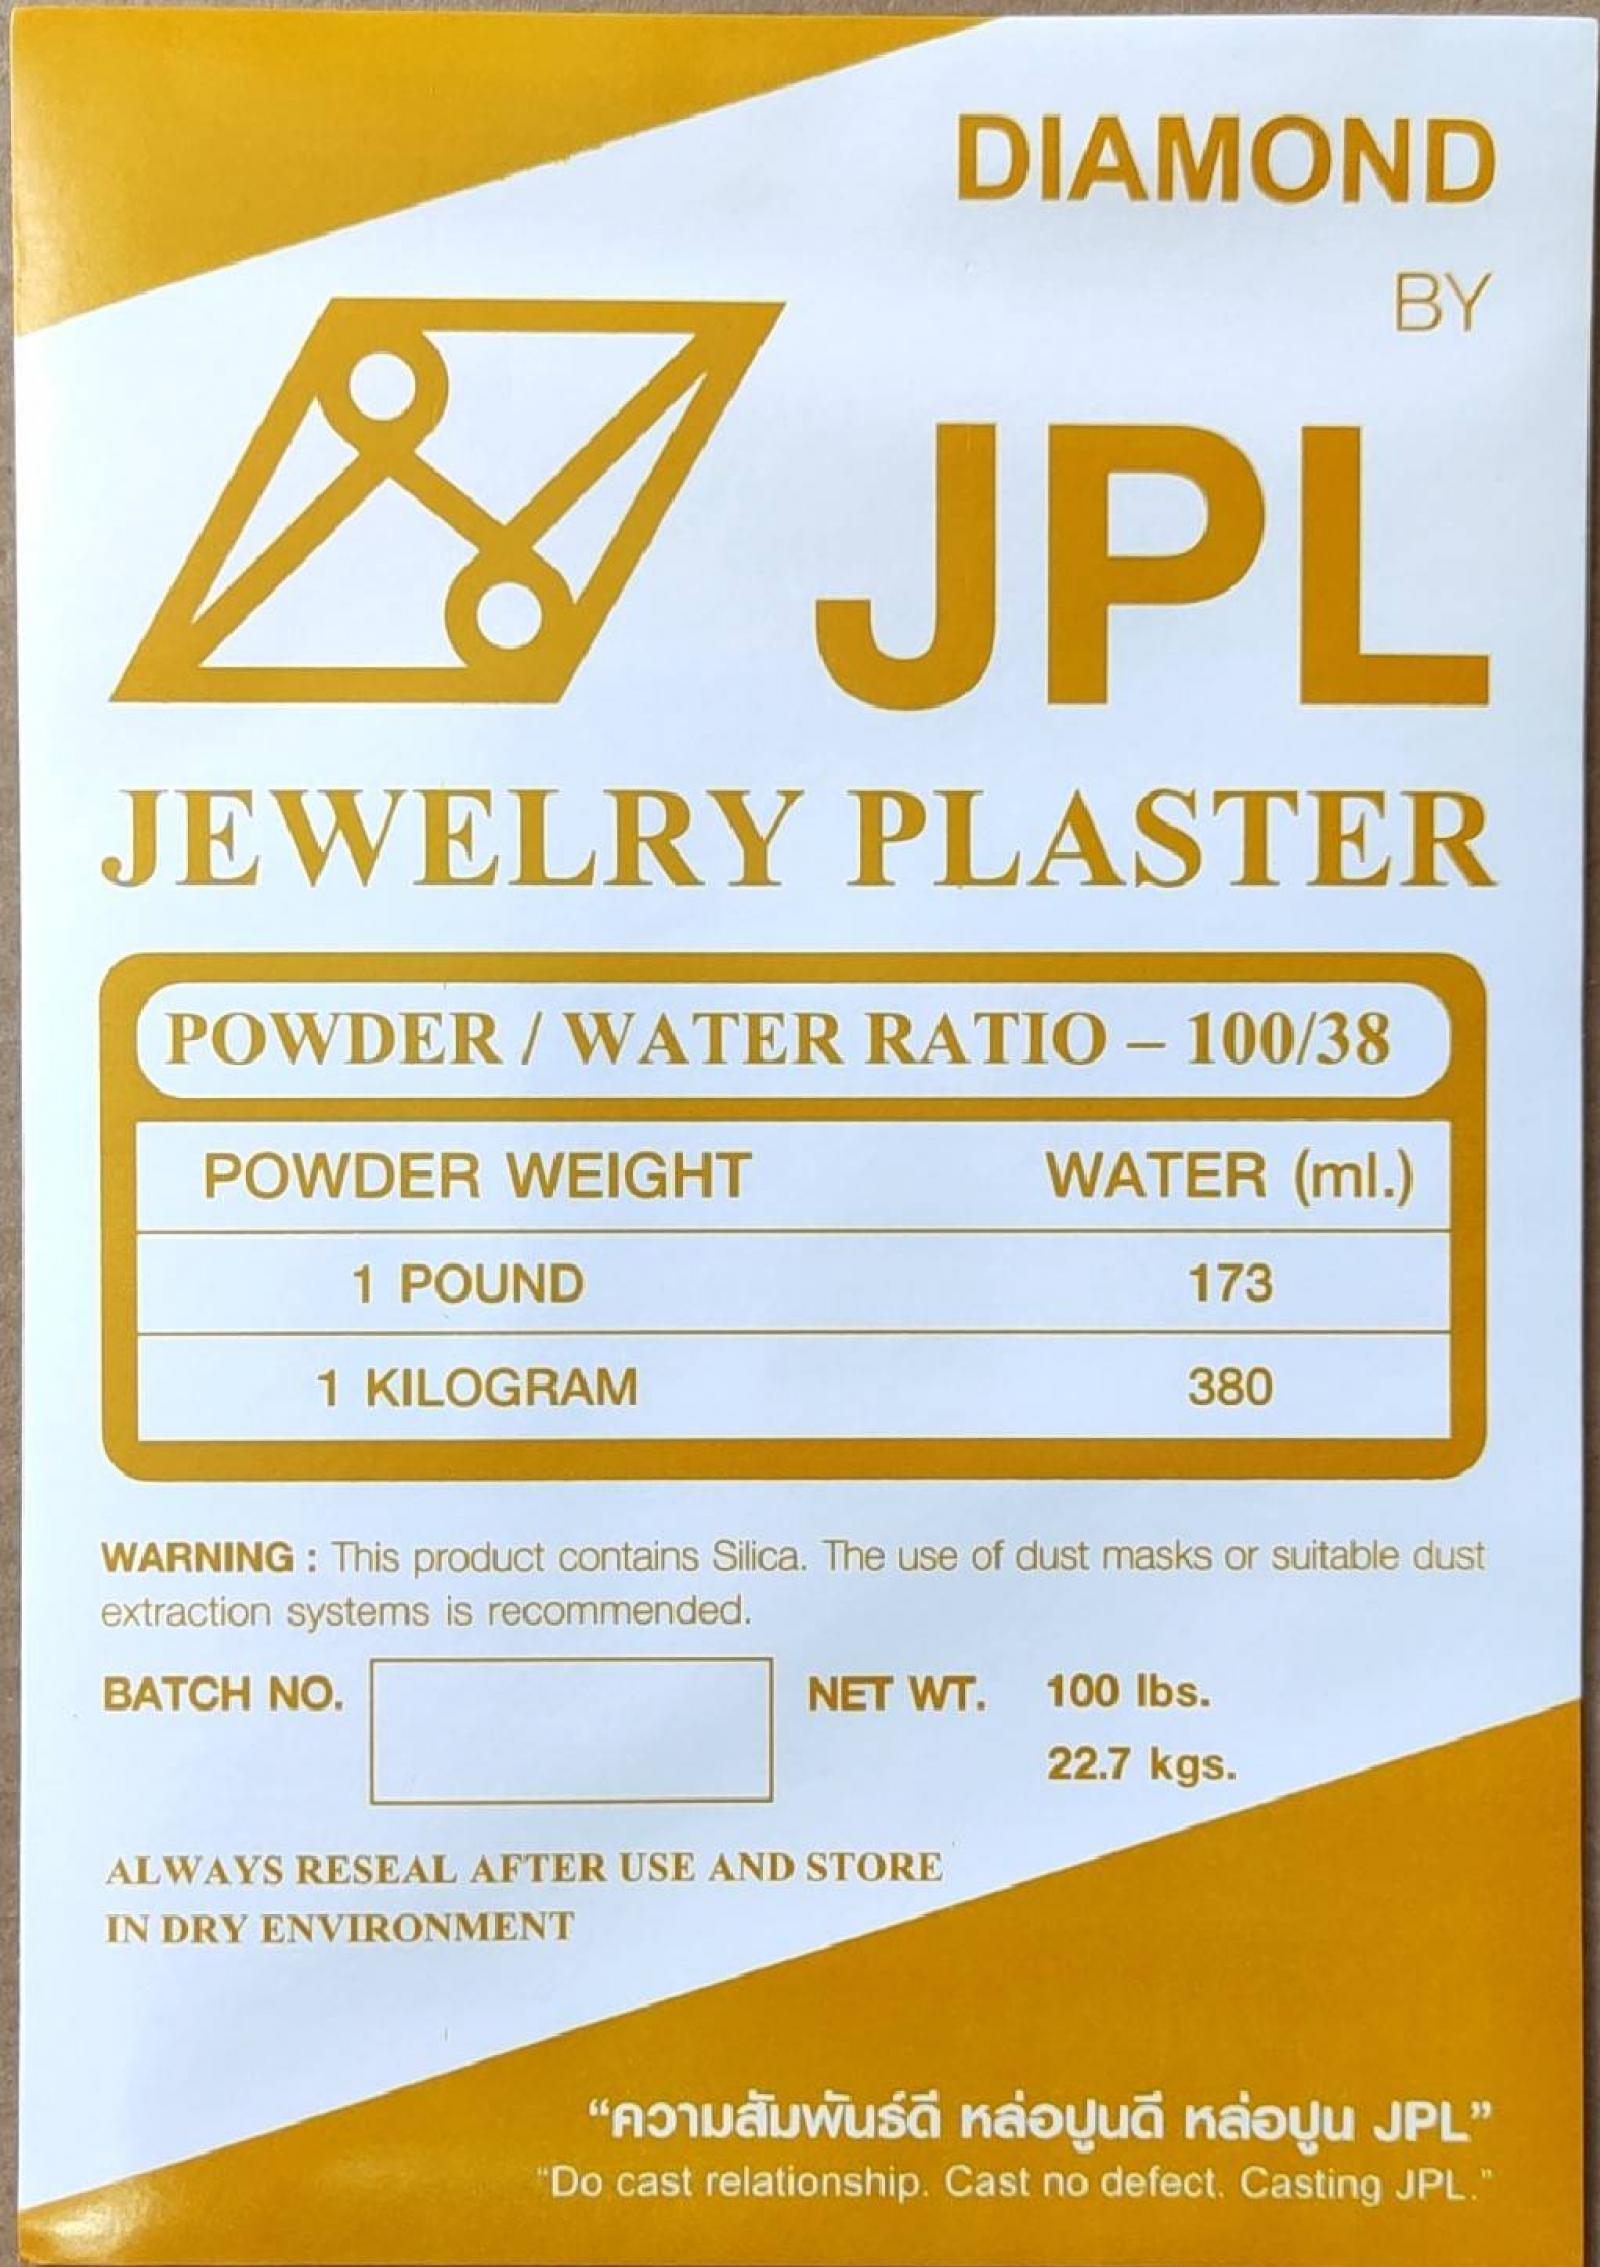 DIAMOND
BY
JPL
JEWELRY PLASTER
POWDER / WATER RATIO – 100/38
POWDER WEIGHT WATER (ml.)
1 POUND 173
1 KILOGRAM 380
WARNING : This product contains Silica. The use of dust masks or suitable dust
extraction systems is recommended.
BATCH NO. NET WT. 100 lbs.
22.7 kgs.
ALWAYS RESEAL AFTER USE AND STORE
IN DRY ENVIRONMENT
“ความสัมพันธ์ดี หล่อปูนดี หล่อปูน JPL”
“Do cast relationship. Cast no defect. Casting JPL.”